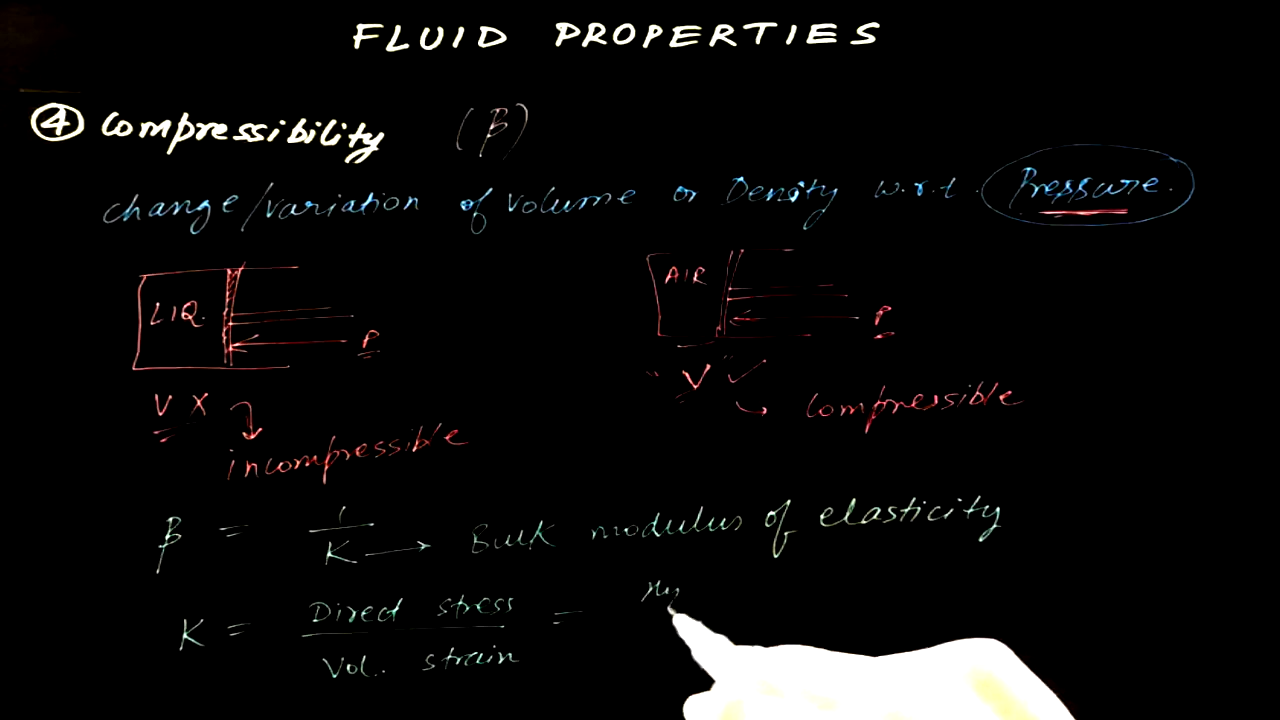 FLUID PROPERTIES
④ Compressibility (β)
change/variation of volume or Density w.r.t. Pressure.
LIQ. P
AIR P
V X
incompressible
"V" ✓
Compressible
β = 1/K → Bulk modulus of elasticity
K = Direct stress / Vol. strain =